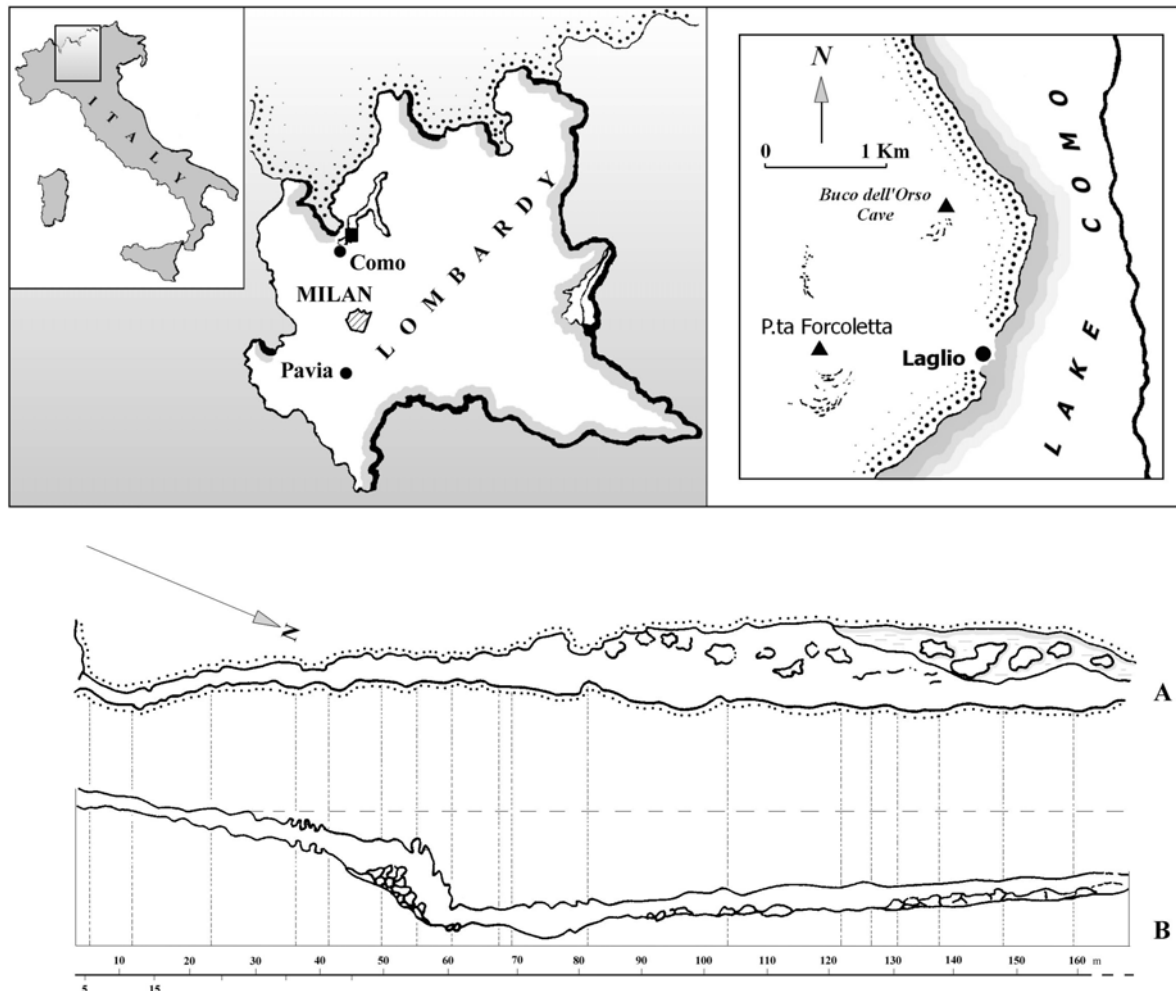 ITALY
LOMBARDY
Como
MILAN
Pavia
N
0 1 Km
Buco dell'Orso
Cave
P.ta Forcoletta
Laglio
LAKE COMO
N
A
B
10 20 30 40 50 60 70 80 90 100 110 120 130 140 150 160 m
5 15